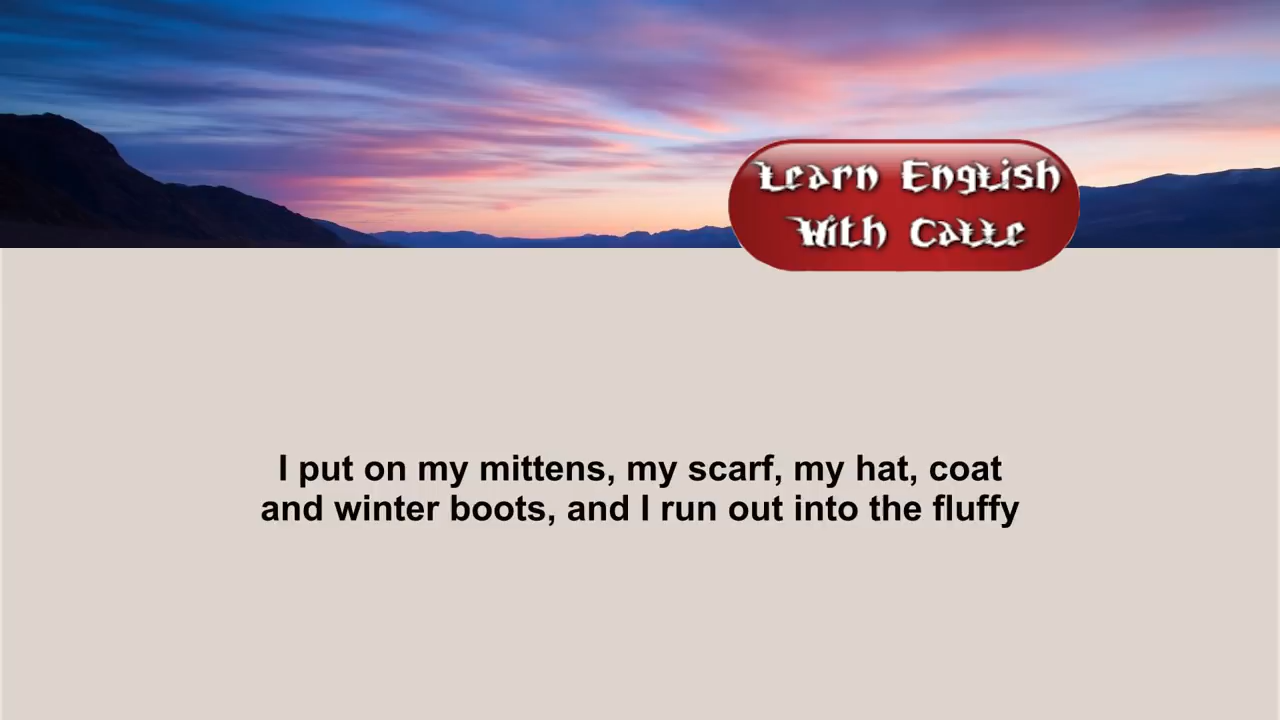 Learn English
With Calle
I put on my mittens, my scarf, my hat, coat
and winter boots, and I run out into the fluffy